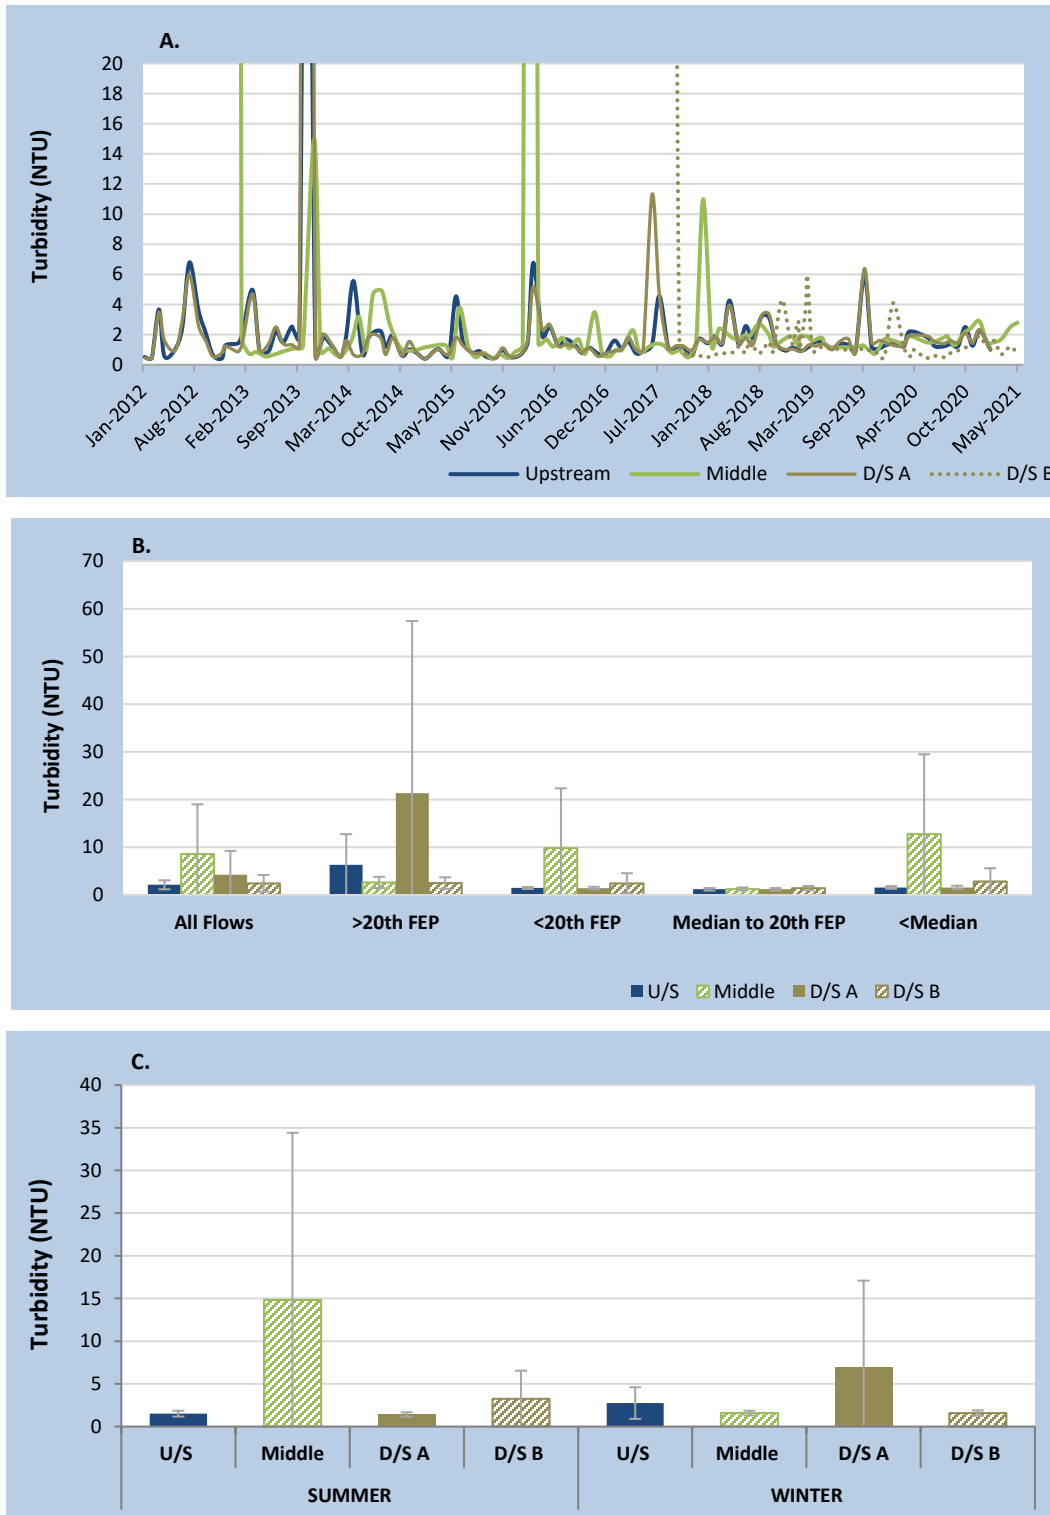 A.
Turbidity (NTU)
20
18
16
14
12
10
8
6
4
2
0
Jan-2012 Aug-2012 Feb-2013 Sep-2013 Mar-2014 Oct-2014 May-2015 Nov-2015 Jun-2016 Dec-2016 Jul-2017 Jan-2018 Aug-2018 Mar-2019 Sep-2019 Apr-2020 Oct-2020 May-2021
Upstream Middle D/S A D/S B
B.
Turbidity (NTU)
70
60
50
40
30
20
10
0
All Flows >20th FEP <20th FEP Median to 20th FEP <Median
U/S Middle D/S A D/S B
C.
Turbidity (NTU)
40
35
30
25
20
15
10
5
0
U/S Middle D/S A D/S B U/S Middle D/S A D/S B
SUMMER WINTER